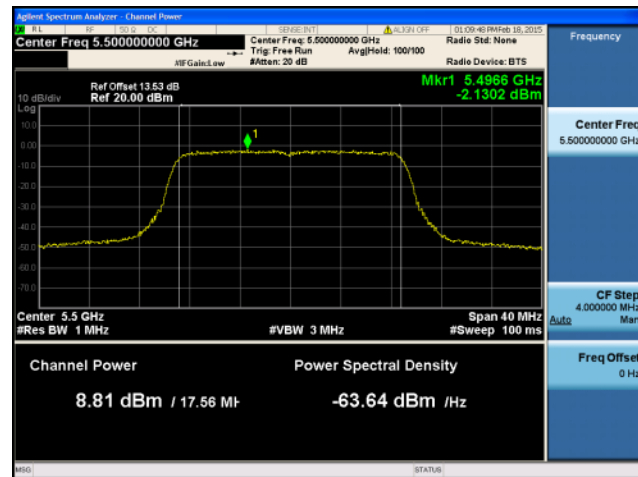 Agilent Spectrum Analyzer - Channel Power
RL RF 50 Ω DC SENSE:INT ALIGN OFF 01:09:48 PM Feb 18, 2015
Center Freq 5.500000000 GHz
Center Freq: 5.500000000 GHz
Radio Std: None
Trig: Free Run
Avg|Hold: 100/100
#IFGain:Low
#Atten: 20 dB
Radio Device: BTS
Ref Offset 13.53 dB
Mkr1 5.4966 GHz
10 dB/div
Ref 20.00 dBm
-2.1302 dBm
Log
10.0
1
0.00
-10.0
-20.0
-30.0
-40.0
-50.0
-60.0
-70.0
Center 5.5 GHz
Span 40 MHz
#Res BW 1 MHz
#VBW 3 MHz
#Sweep 100 ms
Channel Power
Power Spectral Density
8.81 dBm / 17.56 MH
-63.64 dBm /Hz
MSG
STATUS
Frequency
Center Freq
5.500000000 GHz
CF Step
4.000000 MHz
Auto Man
Freq Offset
0 Hz